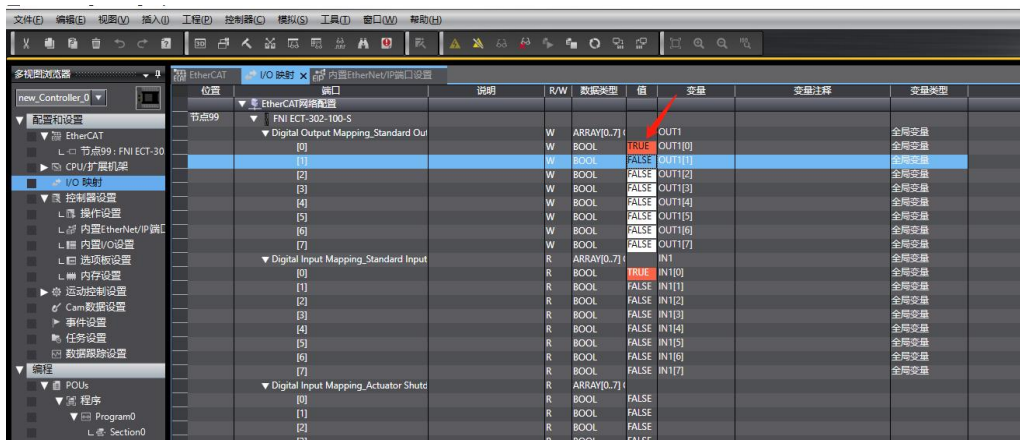 文件(F) 编辑(E) 视图(V) 插入(I) 工程(P) 控制器(C) 模拟(S) 工具(T) 窗口(W) 帮助(H)
多视图浏览器
new_Controller_0
配置和设置
EtherCAT
节点99 : FNI ECT-30
CPU/扩展机架
I/O 映射
控制器设置
操作设置
内置EtherNet/IP端口
内置I/O设置
选项板设置
内存设置
运动控制设置
Cam数据设置
事件设置
任务设置
数据跟踪设置
编程
POUs
程序
Program0
Section0
EtherCAT I/O 映射 内置EtherNet/IP端口设置
位置 端口 说明 R/W 数据类型 值 变量 变量注释 变量类型
EtherCAT网络配置
节点99 FNI ECT-302-100-S
Digital Output Mapping_Standard Out W ARRAY[0..7] OUT1 全局变量
[0] W BOOL TRUE OUT1[0] 全局变量
[1] W BOOL FALSE OUT1[1] 全局变量
[2] W BOOL FALSE OUT1[2] 全局变量
[3] W BOOL FALSE OUT1[3] 全局变量
[4] W BOOL FALSE OUT1[4] 全局变量
[5] W BOOL FALSE OUT1[5] 全局变量
[6] W BOOL FALSE OUT1[6] 全局变量
[7] W BOOL FALSE OUT1[7] 全局变量
Digital Input Mapping_Standard Input R ARRAY[0..7] IN1 全局变量
[0] R BOOL TRUE IN1[0] 全局变量
[1] R BOOL FALSE IN1[1] 全局变量
[2] R BOOL FALSE IN1[2] 全局变量
[3] R BOOL FALSE IN1[3] 全局变量
[4] R BOOL FALSE IN1[4] 全局变量
[5] R BOOL FALSE IN1[5] 全局变量
[6] R BOOL FALSE IN1[6] 全局变量
[7] R BOOL FALSE IN1[7] 全局变量
Digital Input Mapping_Actuator Shutd R ARRAY[0..7]
[0] R BOOL FALSE
[1] R BOOL FALSE
[2] R BOOL FALSE